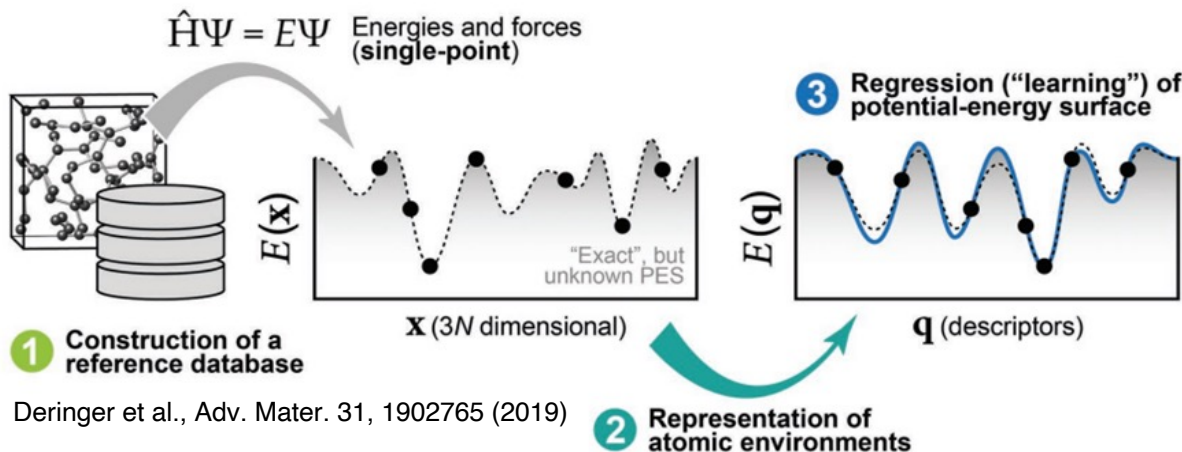 ĤΨ = EΨ
Energies and forces
(single-point)
3
Regression (“learning”) of
potential-energy surface
E(x)
“Exact”, but
unknown PES
E(q)
x (3N dimensional)
q (descriptors)
1
Construction of a
reference database
Deringer et al., Adv. Mater. 31, 1902765 (2019)
2
Representation of
atomic environments